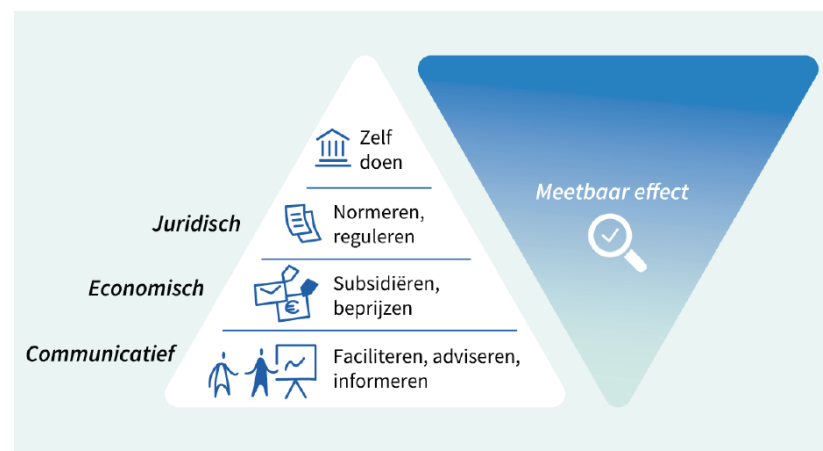 Zelf
doen
Juridisch
Normeren,
reguleren
Economisch
Subsidiëren,
beprijzen
€
Communicatief
Faciliteren, adviseren,
informeren
Meetbaar effect